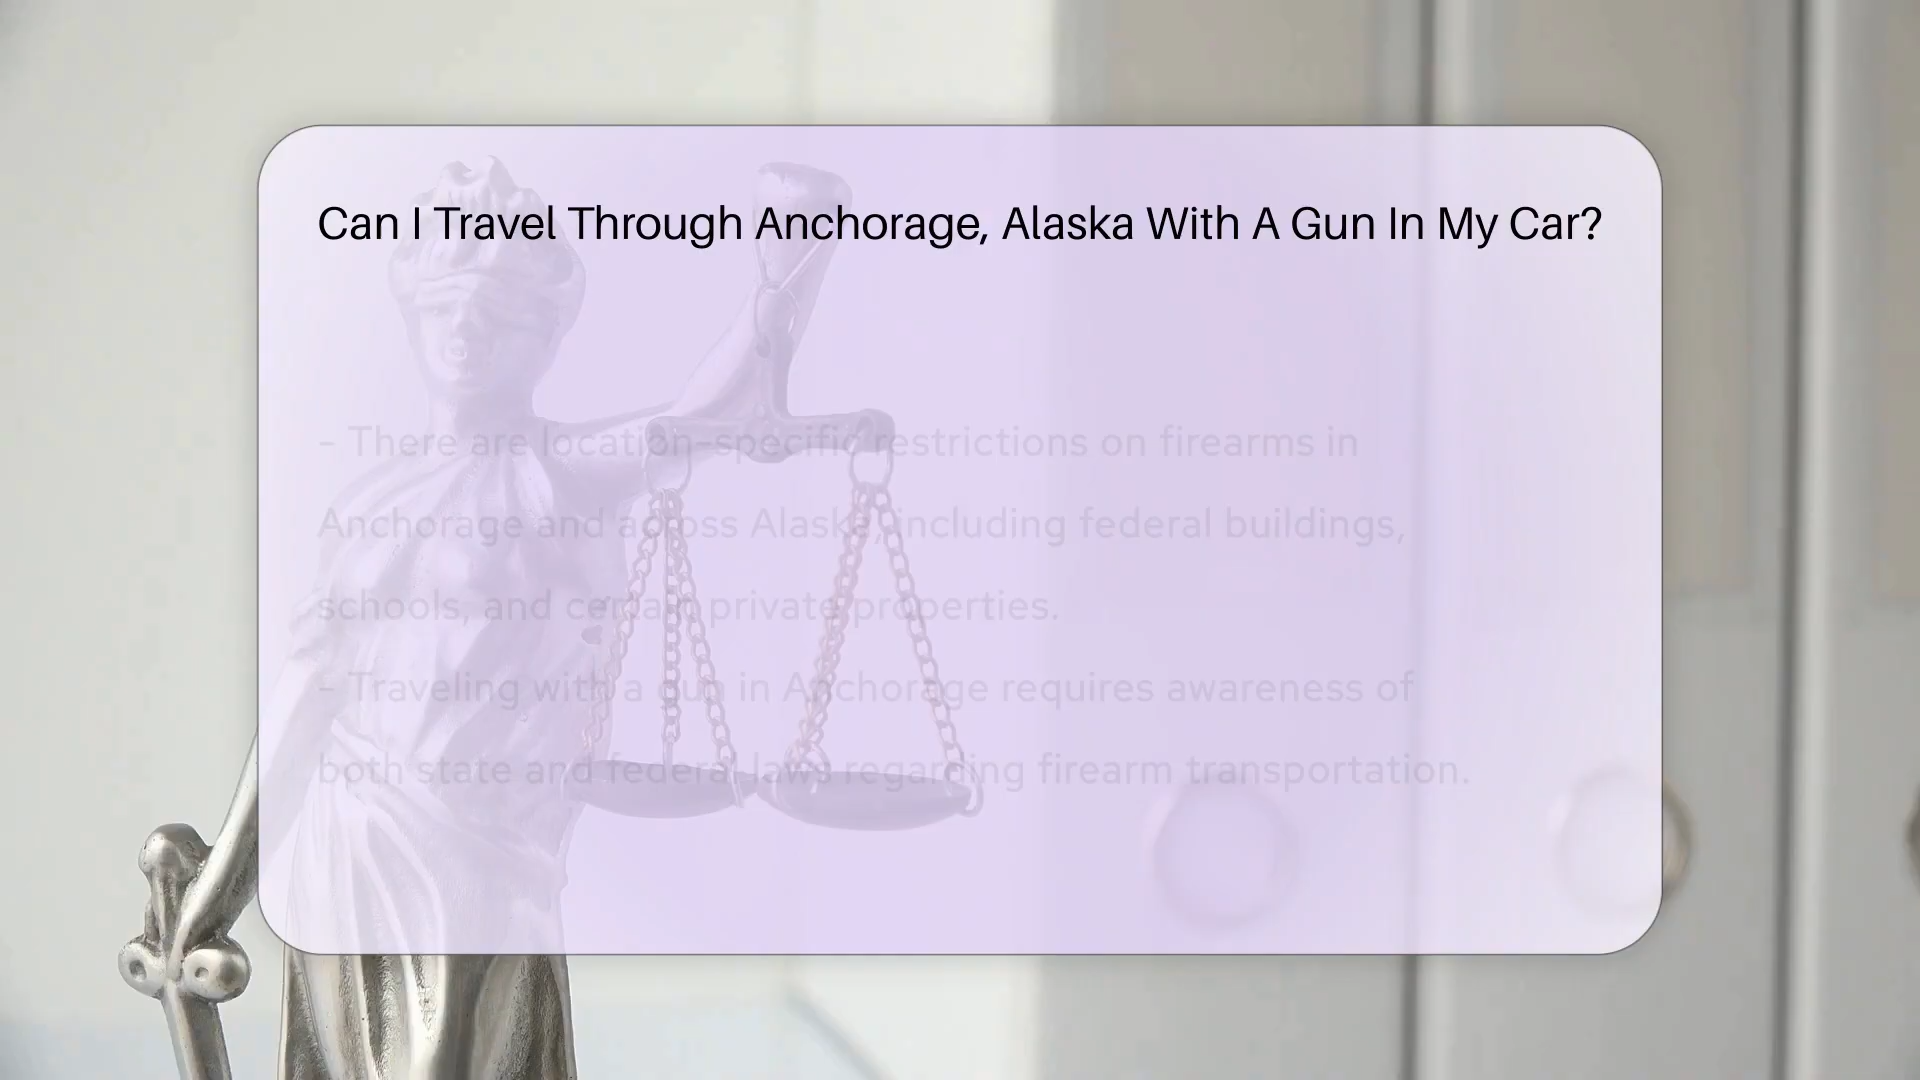 Can I Travel Through Anchorage, Alaska With A Gun In My Car?
- There are location-specific restrictions on firearms in
Anchorage and across Alaska, including federal buildings,
schools, and certain private properties.
- Traveling with a gun in Anchorage requires awareness of
both state and federal laws regarding firearm transportation.